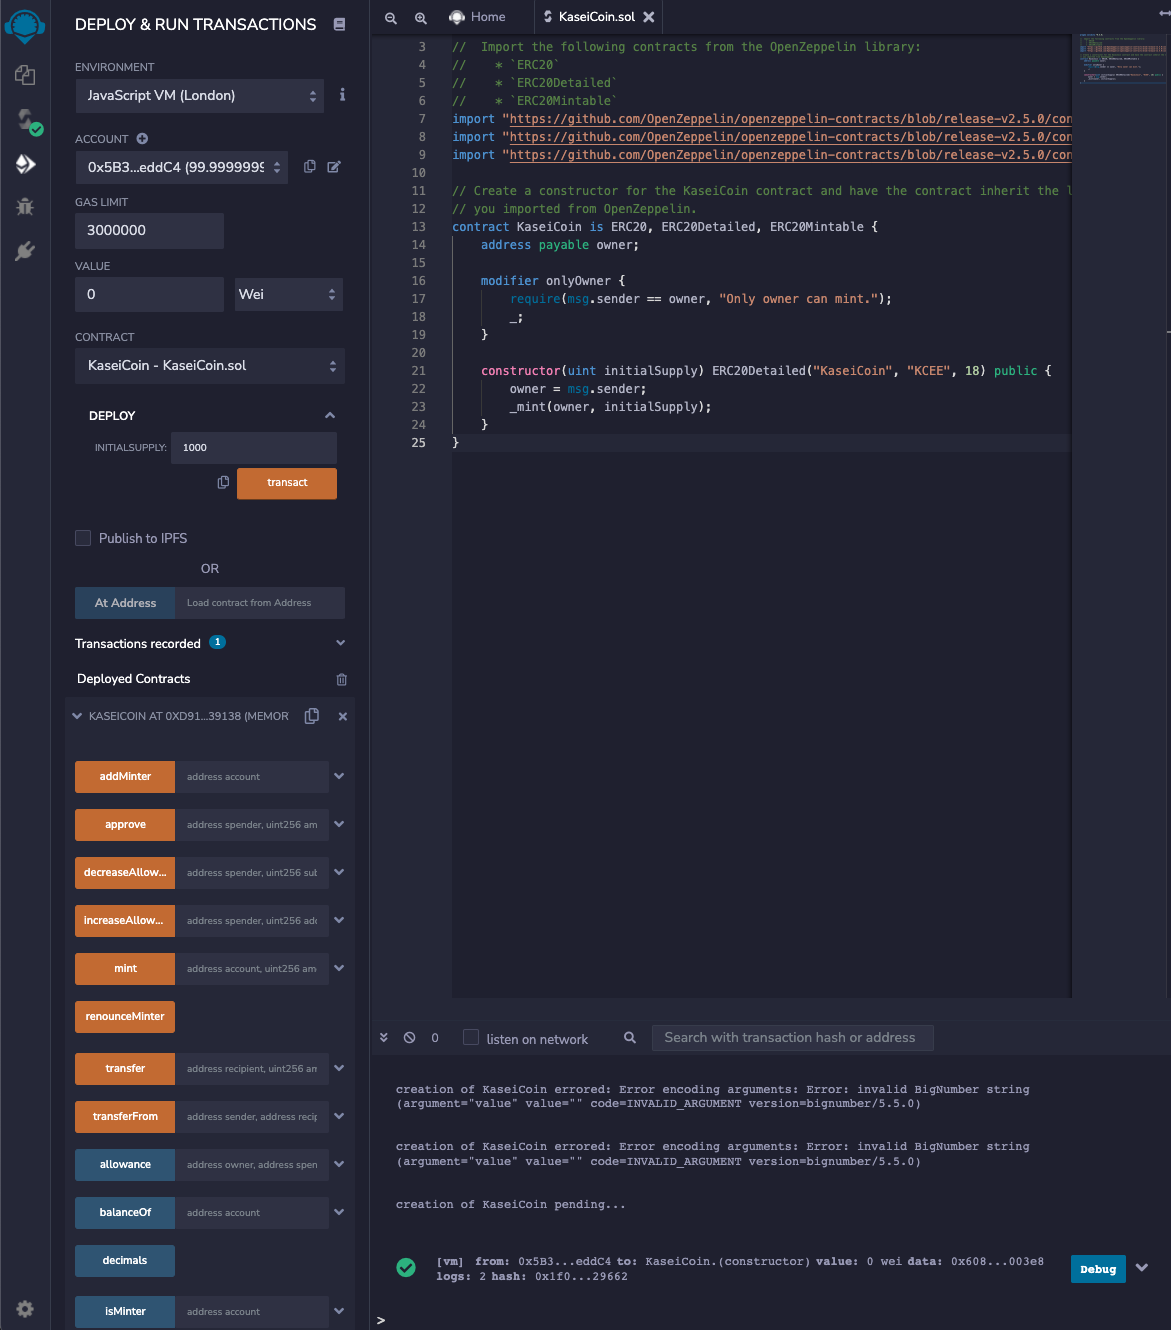 DEPLOY & RUN TRANSACTIONS
ENVIRONMENT
JavaScript VM (London)
ACCOUNT
0x5B3...eddC4 (99.9999999
GAS LIMIT
3000000
VALUE
0
Wei
CONTRACT
KaseiCoin - KaseiCoin.sol
DEPLOY
INITIALSUPPLY:
1000
transact
Publish to IPFS
OR
At Address
Load contract from Address
Transactions recorded 1
Deployed Contracts
KASEICOIN AT 0XD91...39138 (MEMOR
addMinter
address account
approve
address spender, uint256 am
decreaseAllow...
address spender, uint256 sub
increaseAllow...
address spender, uint256 add
mint
address account, uint256 am
renounceMinter
transfer
address recipient, uint256 am
transferFrom
address sender, address recip
allowance
address owner, address spen
balanceOf
address account
decimals
isMinter
address account
Home
KaseiCoin.sol
3 // Import the following contracts from the OpenZeppelin library:
4 // * `ERC20`
5 // * `ERC20Detailed`
6 // * `ERC20Mintable`
7 import "https://github.com/OpenZeppelin/openzeppelin-contracts/blob/release-v2.5.0/con
8 import "https://github.com/OpenZeppelin/openzeppelin-contracts/blob/release-v2.5.0/con
9 import "https://github.com/OpenZeppelin/openzeppelin-contracts/blob/release-v2.5.0/con
10
11 // Create a constructor for the KaseiCoin contract and have the contract inherit the l
12 // you imported from OpenZeppelin.
13 contract KaseiCoin is ERC20, ERC20Detailed, ERC20Mintable {
14 address payable owner;
15
16 modifier onlyOwner {
17 require(msg.sender == owner, "Only owner can mint.");
18 _;
19 }
20
21 constructor(uint initialSupply) ERC20Detailed("KaseiCoin", "KCEE", 18) public {
22 owner = msg.sender;
23 _mint(owner, initialSupply);
24 }
25 }
0
listen on network
Search with transaction hash or address
creation of KaseiCoin errored: Error encoding arguments: Error: invalid BigNumber string
(argument="value" value="" code=INVALID_ARGUMENT version=bignumber/5.5.0)
creation of KaseiCoin errored: Error encoding arguments: Error: invalid BigNumber string
(argument="value" value="" code=INVALID_ARGUMENT version=bignumber/5.5.0)
creation of KaseiCoin pending...
[vm] from: 0x5B3...eddC4 to: KaseiCoin.(constructor) value: 0 wei data: 0x608...003e8
logs: 2 hash: 0x1f0...29662
Debug
>